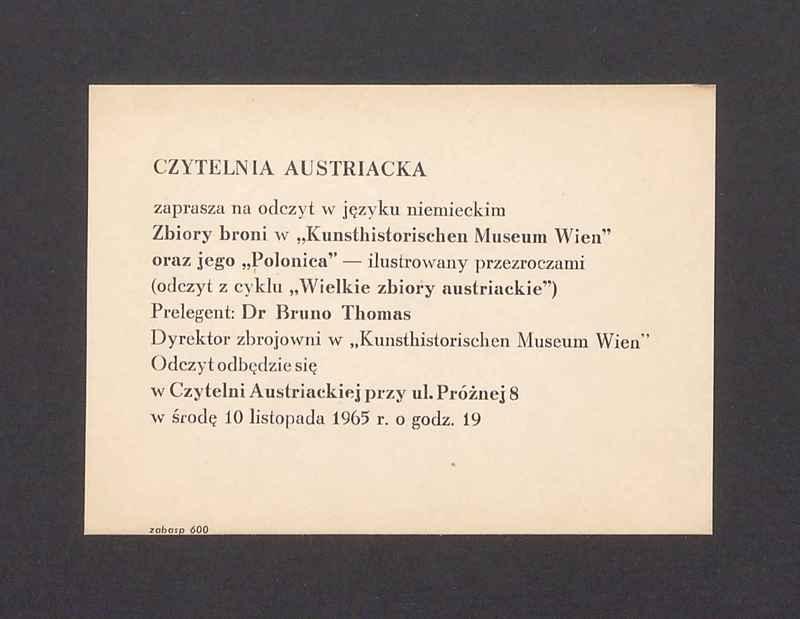 CZYTELNIA AUSTRIACKA
zaprasza na odczyt w języku niemieckim
Zbiory broni w „Kunsthistorischen Museum Wien”
oraz jego „Polonica” — ilustrowany przezroczami
(odczyt z cyklu „Wielkie zbiory austriackie”)
Prelegent: Dr Bruno Thomas
Dyrektor zbrojowni w „Kunsthistorischen Museum Wien”
Odczyt odbędzie się
w Czytelni Austriackiej przy ul. Próżnej 8
w środę 10 listopada 1965 r. o godz. 19
zabasp 600